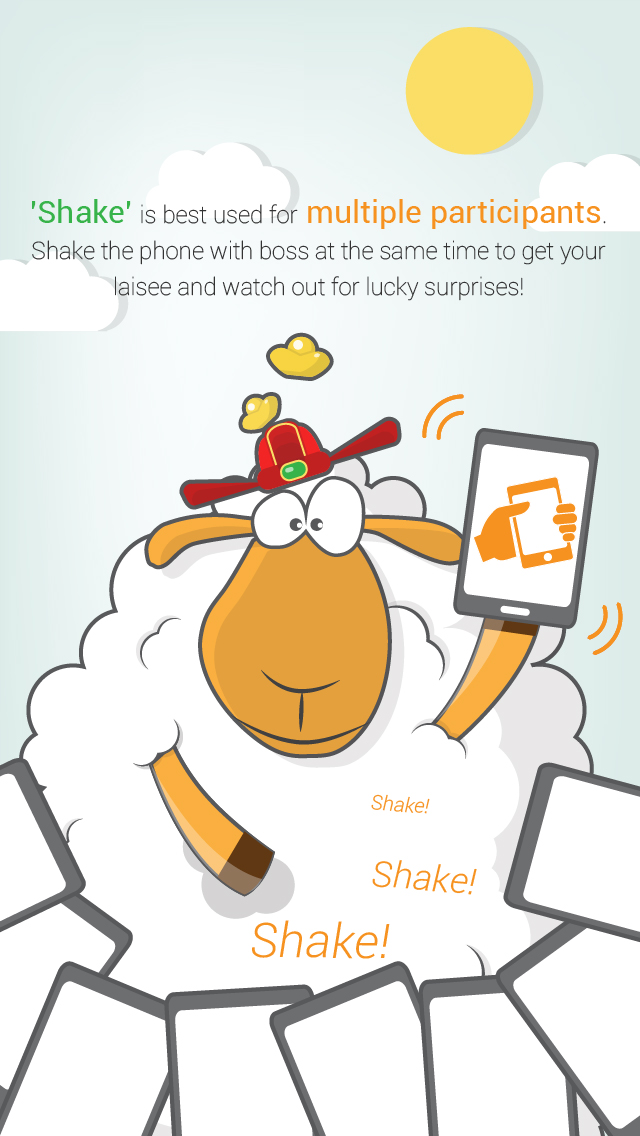 'Shake' is best used for multiple participants.
Shake the phone with boss at the same time to get your
laisee and watch out for lucky surprises!
Shake!
Shake!
Shake!